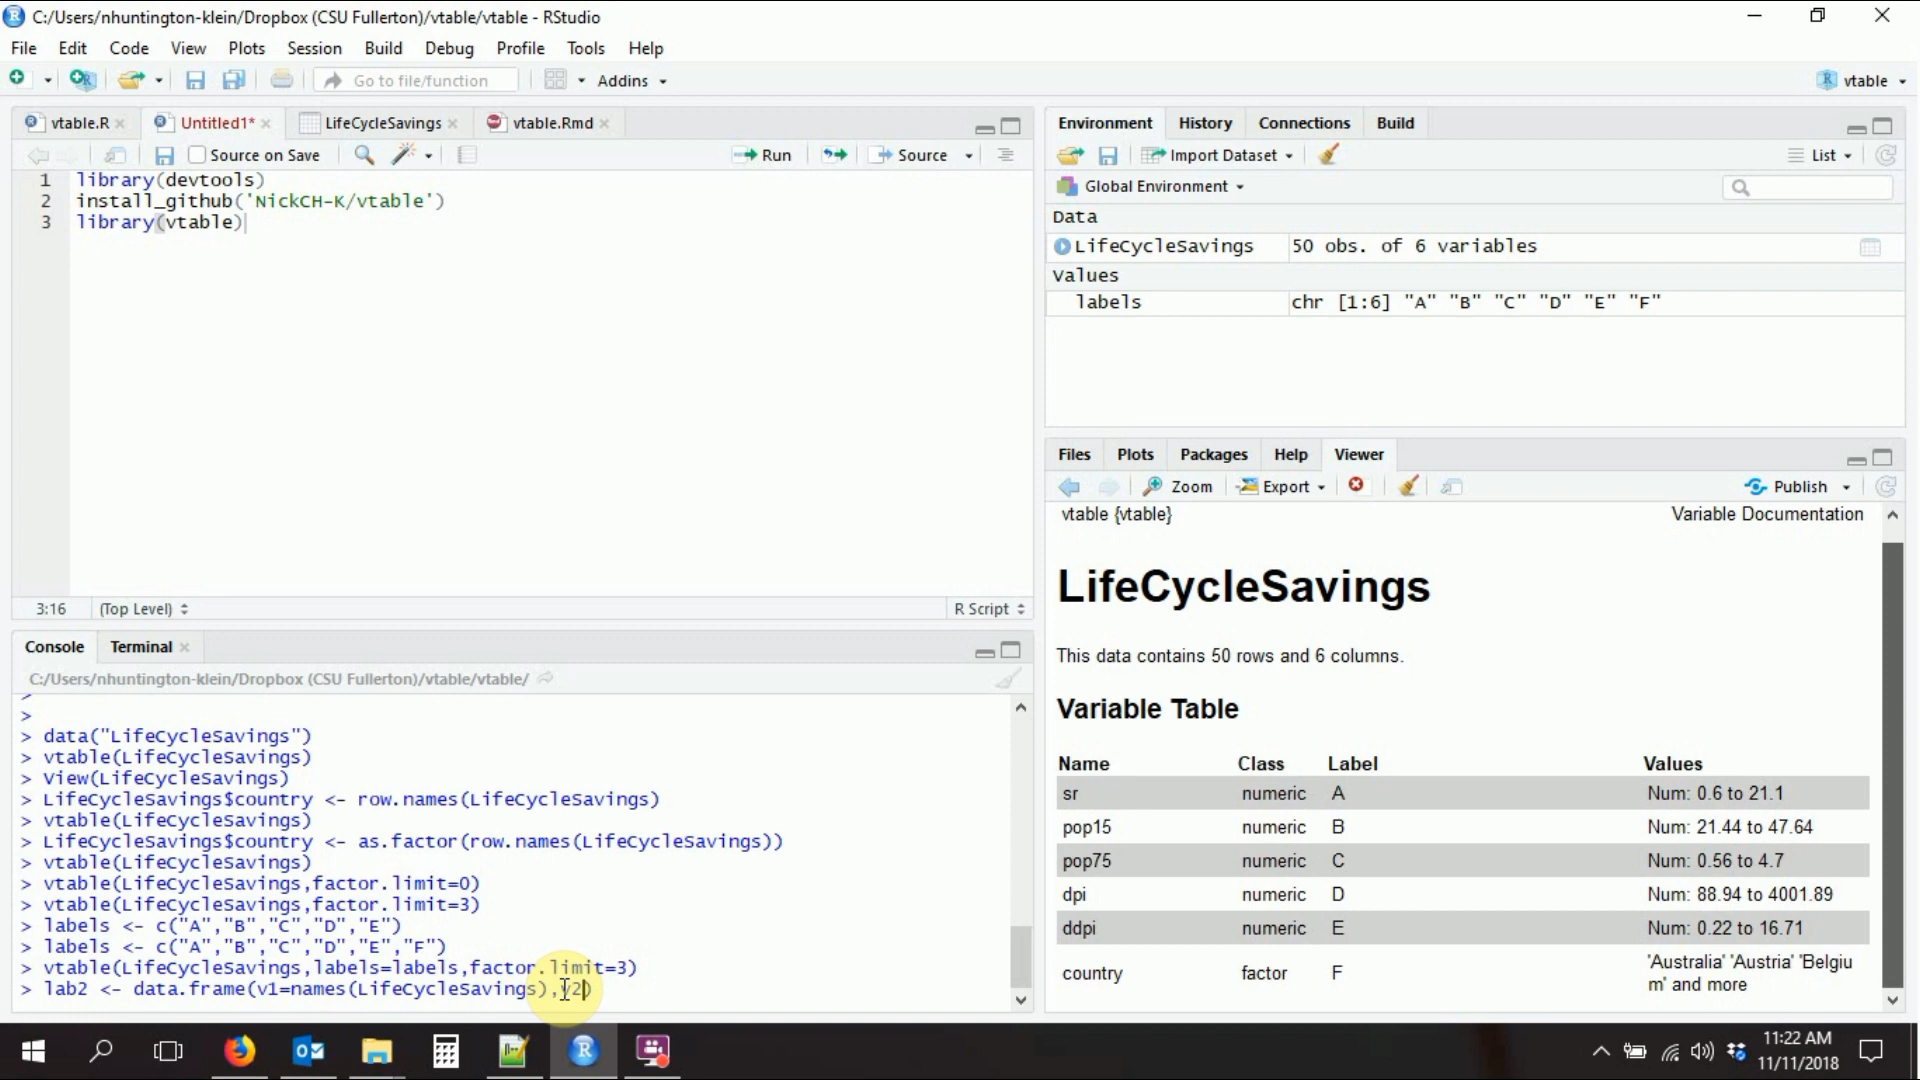 C:/Users/nhuntington-klein/Dropbox (CSU Fullerton)/vtable/vtable - RStudio
File Edit Code View Plots Session Build Debug Profile Tools Help
Go to file/function Addins vtable
vtable.R Untitled1* LifeCycleSavings vtable.Rmd
Source on Save Run Source
1 library(devtools)
2 install_github('NickCH-K/vtable')
3 library(vtable)
3:16 (Top Level) R Script
Console Terminal
C:/Users/nhuntington-klein/Dropbox (CSU Fullerton)/vtable/vtable/
>
>
> data("LifeCycleSavings")
> vtable(LifeCycleSavings)
> View(LifeCycleSavings)
> LifeCycleSavings$country <- row.names(LifeCycleSavings)
> vtable(LifeCycleSavings)
> LifeCycleSavings$country <- as.factor(row.names(LifeCycleSavings))
> vtable(LifeCycleSavings)
> vtable(LifeCycleSavings,factor.limit=0)
> vtable(LifeCycleSavings,factor.limit=3)
> labels <- c("A","B","C","D","E")
> labels <- c("A","B","C","D","E","F")
> vtable(LifeCycleSavings,labels=labels,factor.limit=3)
> lab2 <- data.frame(v1=names(LifeCycleSavings),v2)
Environment History Connections Build
Import Dataset List
Global Environment
Data
LifeCycleSavings 50 obs. of 6 variables
Values
labels chr [1:6] "A" "B" "C" "D" "E" "F"
Files Plots Packages Help Viewer
Zoom Export Publish
vtable {vtable} Variable Documentation
LifeCycleSavings
This data contains 50 rows and 6 columns.
Variable Table
Name Class Label Values
sr numeric A Num: 0.6 to 21.1
pop15 numeric B Num: 21.44 to 47.64
pop75 numeric C Num: 0.56 to 4.7
dpi numeric D Num: 88.94 to 4001.89
ddpi numeric E Num: 0.22 to 16.71
country factor F 'Australia' 'Austria' 'Belgiu
m' and more
11:22 AM
11/11/2018